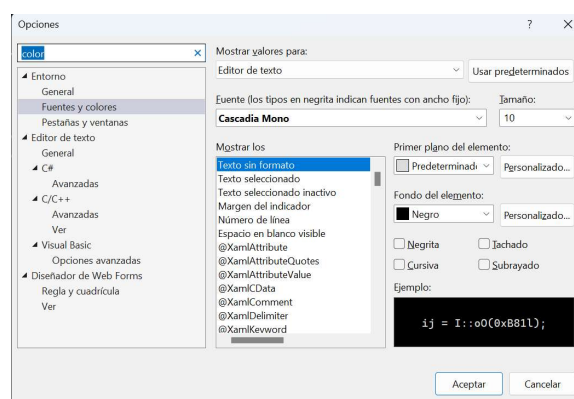 Opciones
color
Entorno
General
Fuentes y colores
Pestañas y ventanas
Editor de texto
General
C#
Avanzadas
C/C++
Avanzadas
Ver
Visual Basic
Opciones avanzadas
Diseñador de Web Forms
Regla y cuadrícula
Ver
Mostrar valores para:
Editor de texto
Usar predeterminados
Fuente (los tipos en negrita indican fuentes con ancho fijo):
Tamaño:
Cascadia Mono
10
Mostrar los
Texto sin formato
Texto seleccionado
Texto seleccionado inactivo
Margen del indicador
Número de línea
Espacio en blanco visible
@XamlAttribute
@XamlAttributeQuotes
@XamlAttributeValue
@XamlCData
@XamlComment
@XamlDelimiter
@XamlKeyword
Primer plano del elemento:
Predeterminado
Personalizado...
Fondo del elemento:
Negro
Personalizado...
Negrita
Tachado
Cursiva
Subrayado
Ejemplo:
ij = I::oO(0xB81l);
Aceptar
Cancelar